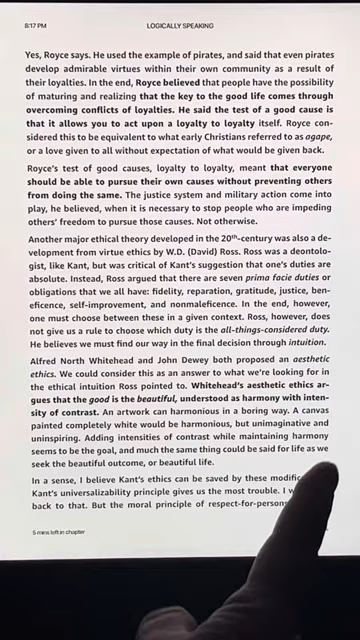 8:17 PM LOGICALLY SPEAKING
Yes, Royce says. He used the example of pirates, and said that even pirates
develop admirable virtues within their own community as a result of
their loyalties. In the end, Royce believed that people have the possibility
of maturing and realizing that the key to the good life comes through
overcoming conflicts of loyalties. He said the test of a good cause is
that it allows you to act upon a loyalty to loyalty itself. Royce con-
sidered this to be equivalent to what early Christians referred to as agape,
or a love given to all without expectation of what would be given back.
Royce's test of good causes, loyalty to loyalty, meant that everyone
should be able to pursue their own causes without preventing others
from doing the same. The justice system and military action come into
play, he believed, when it is necessary to stop people who are impeding
others' freedom to pursue those causes. Not otherwise.
Another major ethical theory developed in the 20th-century was also a de-
velopment from virtue ethics by W.D. (David) Ross. Ross was a deontolo-
gist, like Kant, but was critical of Kant's suggestion that one's duties are
absolute. Instead, Ross argued that there are seven prima facie duties or
obligations that we all have: fidelity, reparation, gratitude, justice, ben-
eficence, self-improvement, and nonmaleficence. In the end, however,
one must choose between these in a given context. Ross, however, does
not give us a rule to choose which duty is the all-things-considered duty.
He believes we must find our way in the final decision through intuition.
Alfred North Whitehead and John Dewey both proposed an aesthetic
ethics. We could consider this as an answer to what we're looking for in
the ethical intuition Ross pointed to. Whitehead's aesthetic ethics ar-
gues that the good is the beautiful, understood as harmony with inten-
sity of contrast. An artwork can harmonious in a boring way. A canvas
painted completely white would be harmonious, but unimaginative and
uninspiring. Adding intensities of contrast while maintaining harmony
seems to be the goal, and much the same thing could be said for life as we
seek the beautiful outcome, or beautiful life.
In a sense, I believe Kant's ethics can be saved by these
Kant's universalizability principle gives us the most trouble. I
back to that. But the moral principle of
5 mins left in chapter